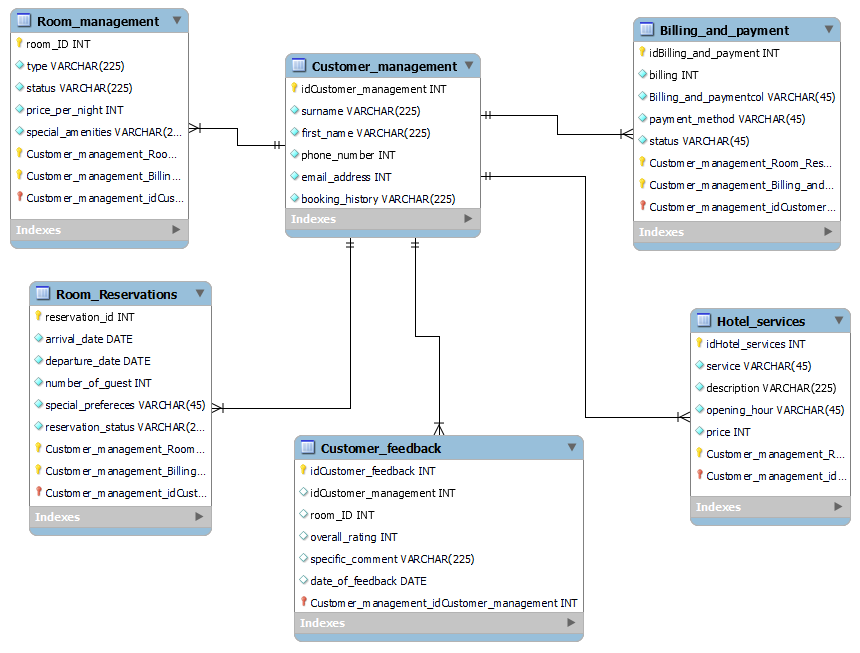 Room_management
room_ID INT
type VARCHAR(225)
status VARCHAR(225)
price_per_night INT
special_amenities VARCHAR(2...
Customer_management_Roo...
Customer_management_Billin...
Customer_management_idCus...
Indexes
Customer_management
idCustomer_management INT
surname VARCHAR(225)
first_name VARCHAR(225)
phone_number INT
email_address INT
booking_history VARCHAR(225)
Indexes
Billing_and_payment
idBilling_and_payment INT
billing INT
Billing_and_paymentcol VARCHAR(45)
payment_method VARCHAR(45)
status VARCHAR(45)
Customer_management_Room_Res...
Customer_management_Billing_and...
Customer_management_idCustomer...
Indexes
Room_Reservations
reservation_id INT
arrival_date DATE
departure_date DATE
number_of_guest INT
special_prefereces VARCHAR(45)
reservation_status VARCHAR(2...
Customer_management_Room...
Customer_management_Billing...
Customer_management_idCust...
Indexes
Customer_feedback
idCustomer_feedback INT
idCustomer_management INT
room_ID INT
overall_rating INT
specific_comment VARCHAR(225)
date_of_feedback DATE
Customer_management_idCustomer_management INT
Indexes
Hotel_services
idHotel_services INT
service VARCHAR(45)
description VARCHAR(225)
opening_hour VARCHAR(45)
price INT
Customer_management_R...
Customer_management_id...
Indexes